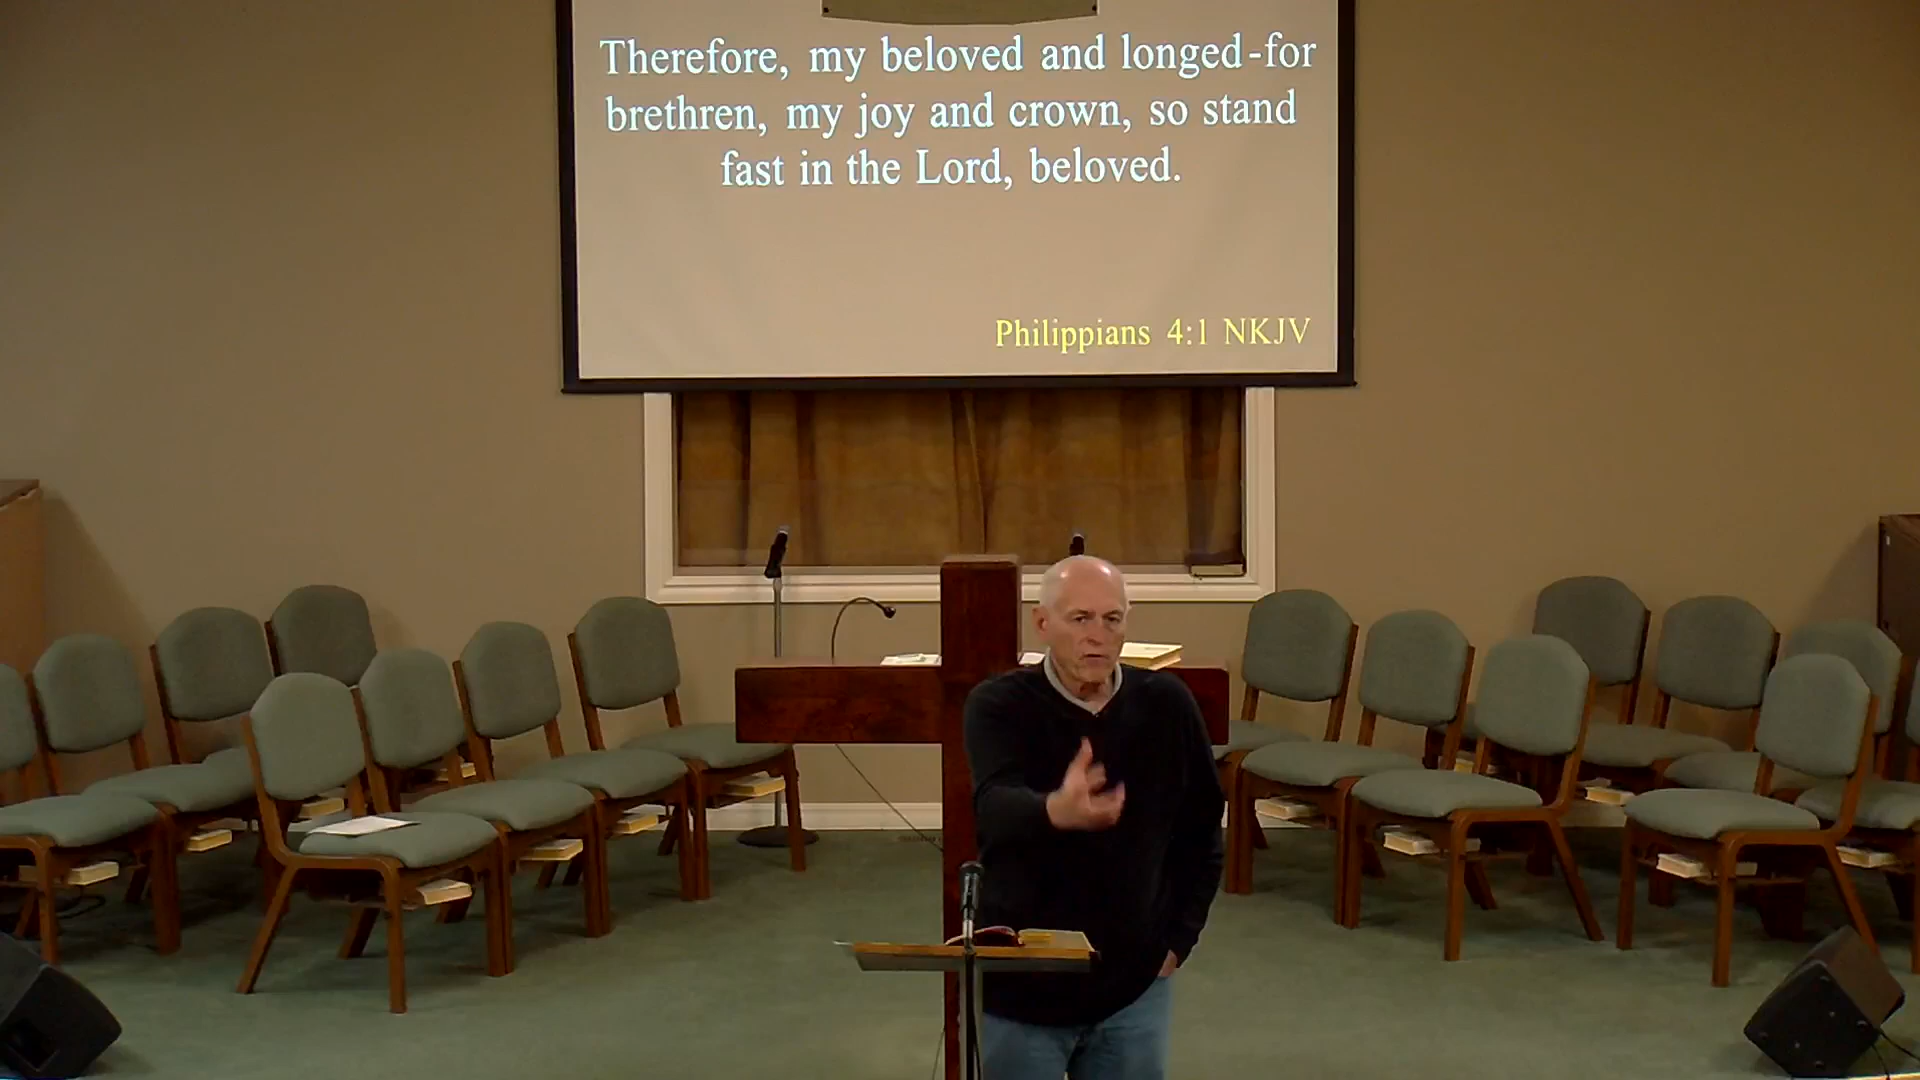 Therefore, my beloved and longed-for
brethren, my joy and crown, so stand
fast in the Lord, beloved.
Philippians 4:1 NKJV